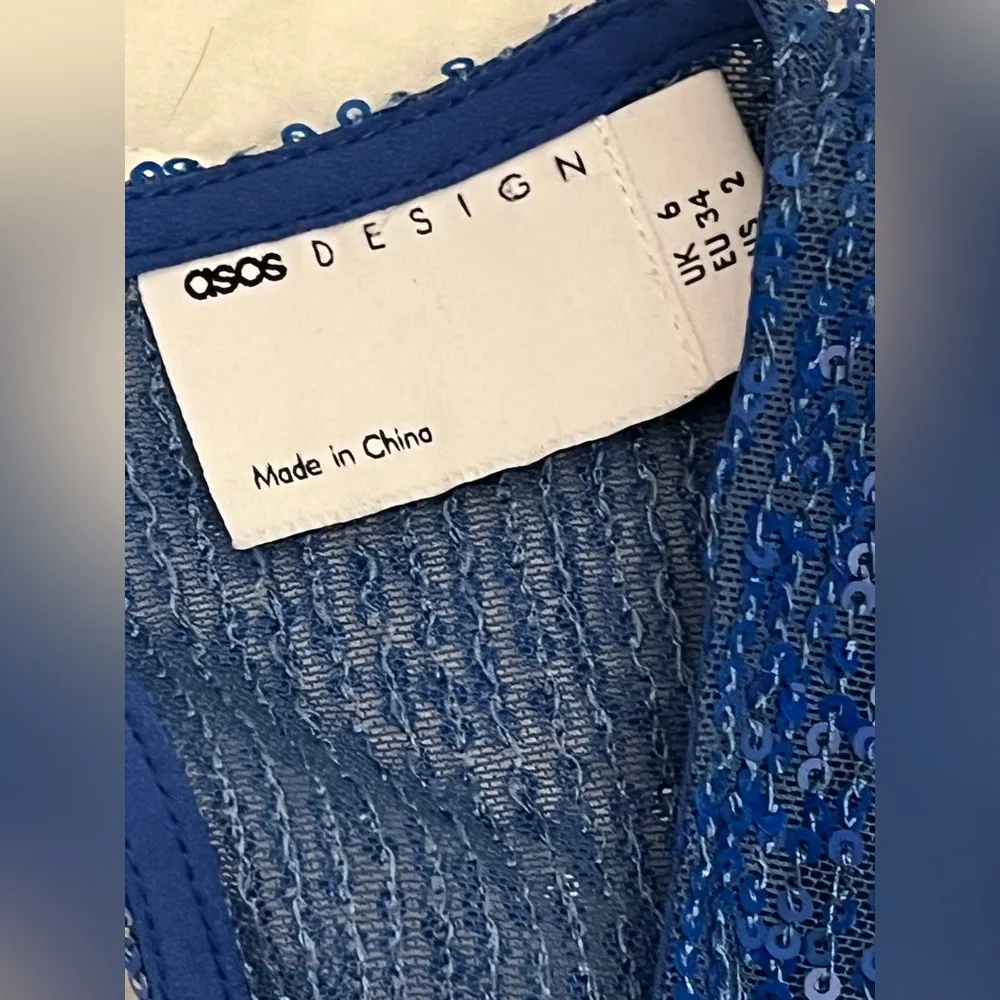 asos DESIGN
Made in China
UK 6
EU 34
US 2